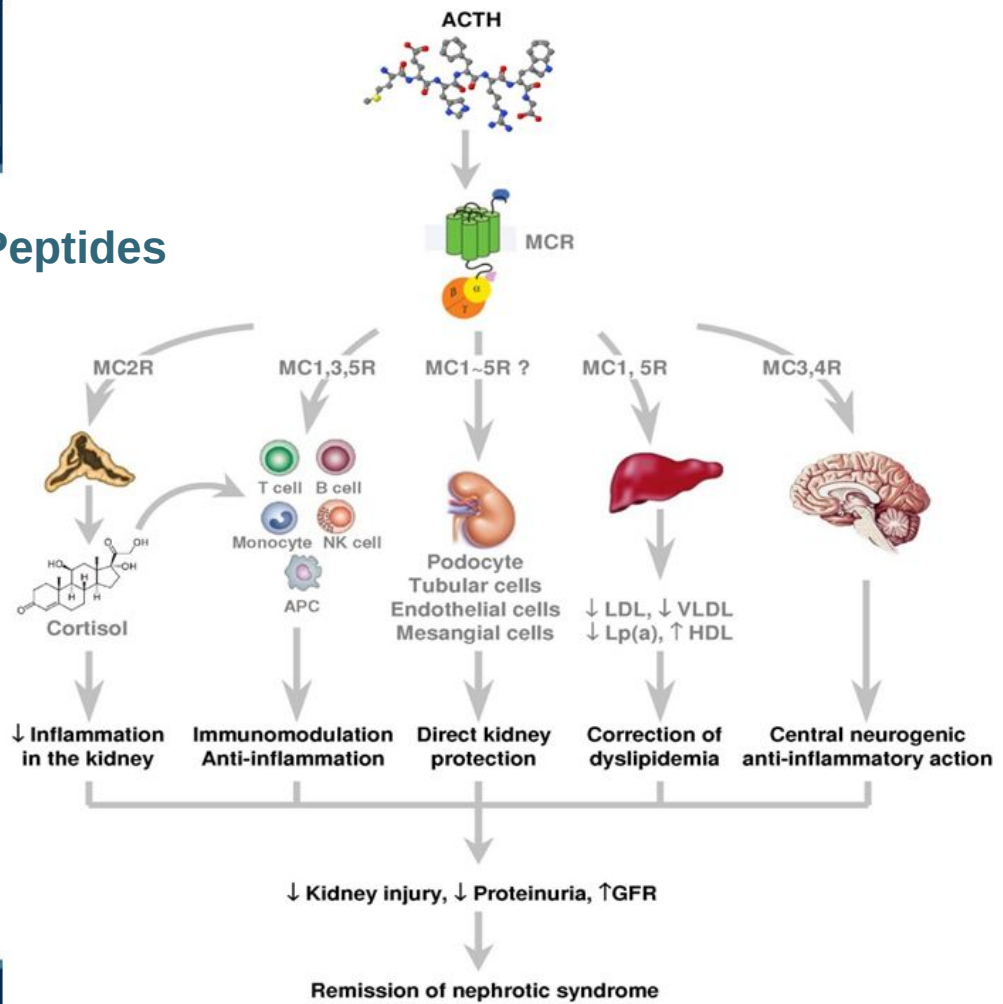 ACTH
Peptides
MCR
β
α
γ
MC2R
MC1,3,5R
MC1~5R ?
MC1, 5R
MC3,4R
T cell
B cell
Monocyte
NK cell
APC
O
OH
HO
OH
H
H
H
O
Cortisol
Podocyte
Tubular cells
Endothelial cells
Mesangial cells
↓ LDL, ↓ VLDL
↓ Lp(a), ↑ HDL
↓ Inflammation
in the kidney
Immunomodulation
Anti-inflammation
Direct kidney
protection
Correction of
dyslipidemia
Central neurogenic
anti-inflammatory action
↓ Kidney injury, ↓ Proteinuria, ↑GFR
Remission of nephrotic syndrome